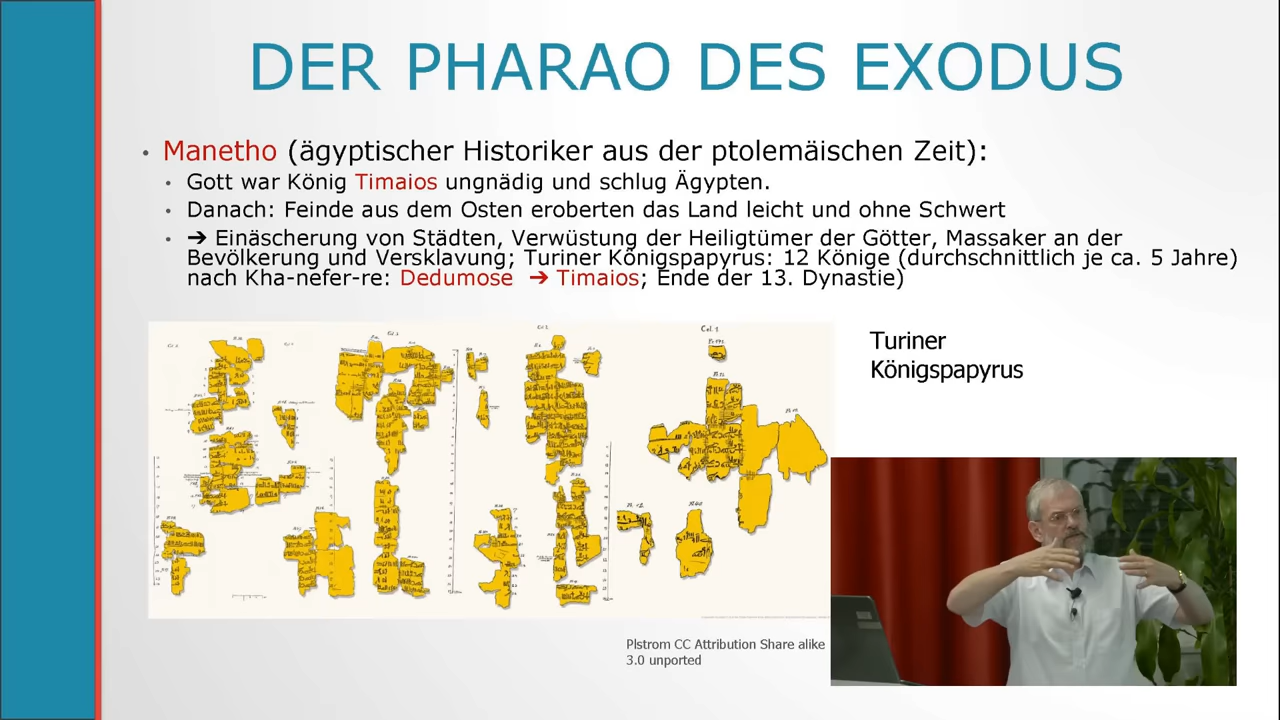 DER PHARAO DES EXODUS
• Manetho (ägyptischer Historiker aus der ptolemäischen Zeit):
• Gott war König Timaios ungnädig und schlug Ägypten.
• Danach: Feinde aus dem Osten eroberten das Land leicht und ohne Schwert
• ➔ Einäscherung von Städten, Verwüstung der Heiligtümer der Götter, Massaker an der
Bevölkerung und Versklavung; Turiner Königspapyrus: 12 Könige (durchschnittlich je ca. 5 Jahre)
nach Kha-nefer-re: Dedumose ➔ Timaios; Ende der 13. Dynastie)
Col. 1
Turiner
Königspapyrus
Plstrom CC Attribution Share alike
3.0 unported